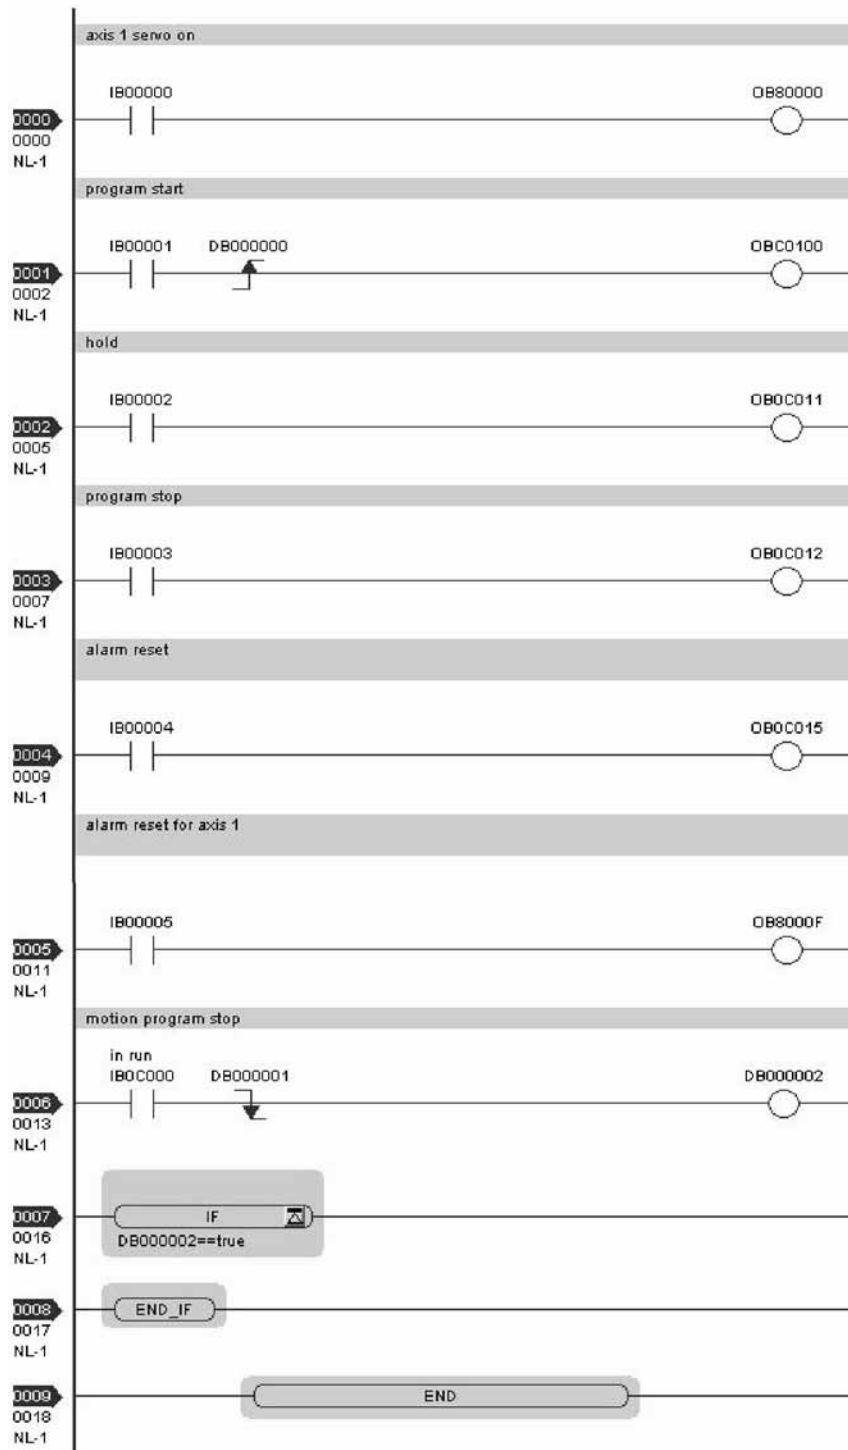 axis 1 servo on
IB00000 OB80000
0000
0000
NL-1
program start
IB00001 DB000000 OBC0100
0001
0002
NL-1
hold
IB00002 OB0C011
0002
0005
NL-1
program stop
IB00003 OB0C012
0003
0007
NL-1
alarm reset
IB00004 OB0C015
0004
0009
NL-1
alarm reset for axis 1
IB00005 OB8000F
0005
0011
NL-1
motion program stop
in run
IB0C000 DB000001 DB000002
0006
0013
NL-1
0007 IF
0016 DB000002==true
NL-1
0008 END_IF
0017
NL-1
0009 END
0018
NL-1